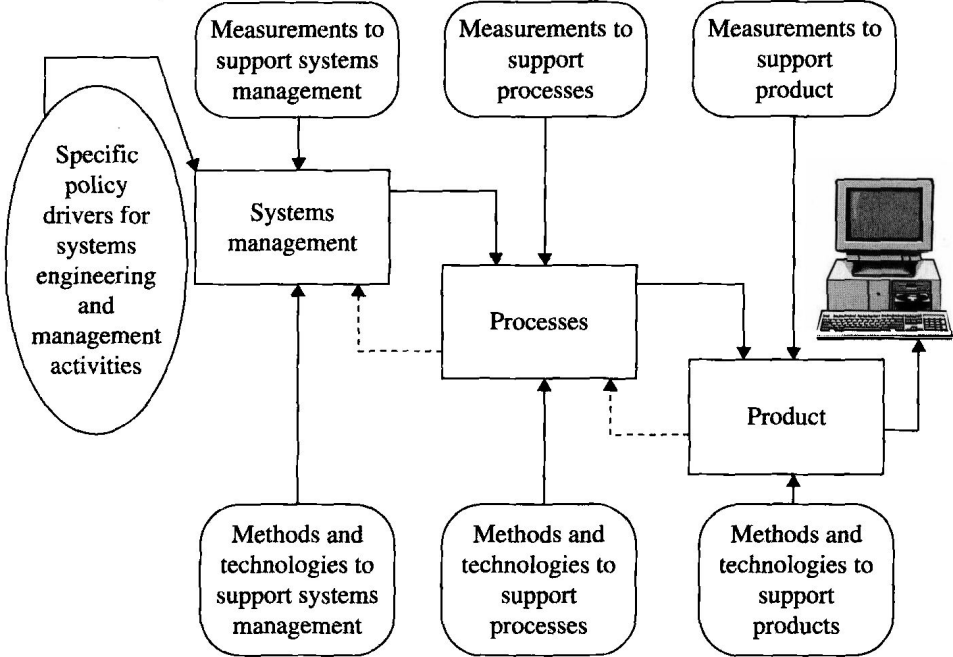 Measurements to
support systems
management
Measurements to
support
processes
Measurements to
support
product
Specific
policy
drivers for
systems
engineering
and
management
activities
Systems
management
Processes
Product
Methods and
technologies to
support systems
management
Methods and
technologies to
support
processes
Methods and
technologies to
support
products